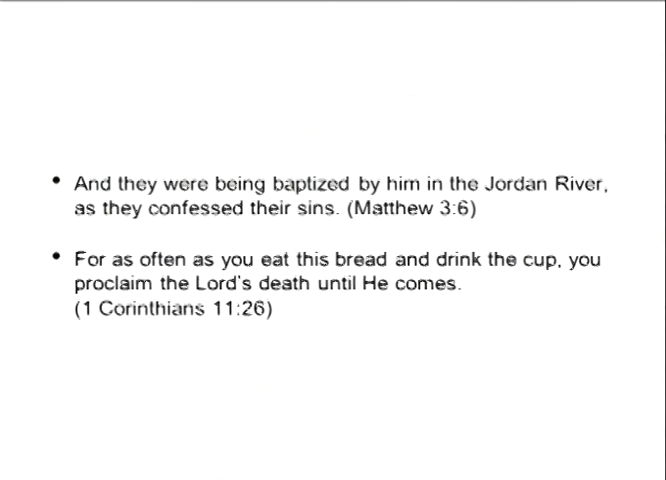 • And they were being baptized by him in the Jordan River,
as they confessed their sins. (Matthew 3:6)
• For as often as you eat this bread and drink the cup, you
proclaim the Lord's death until He comes.
(1 Corinthians 11:26)